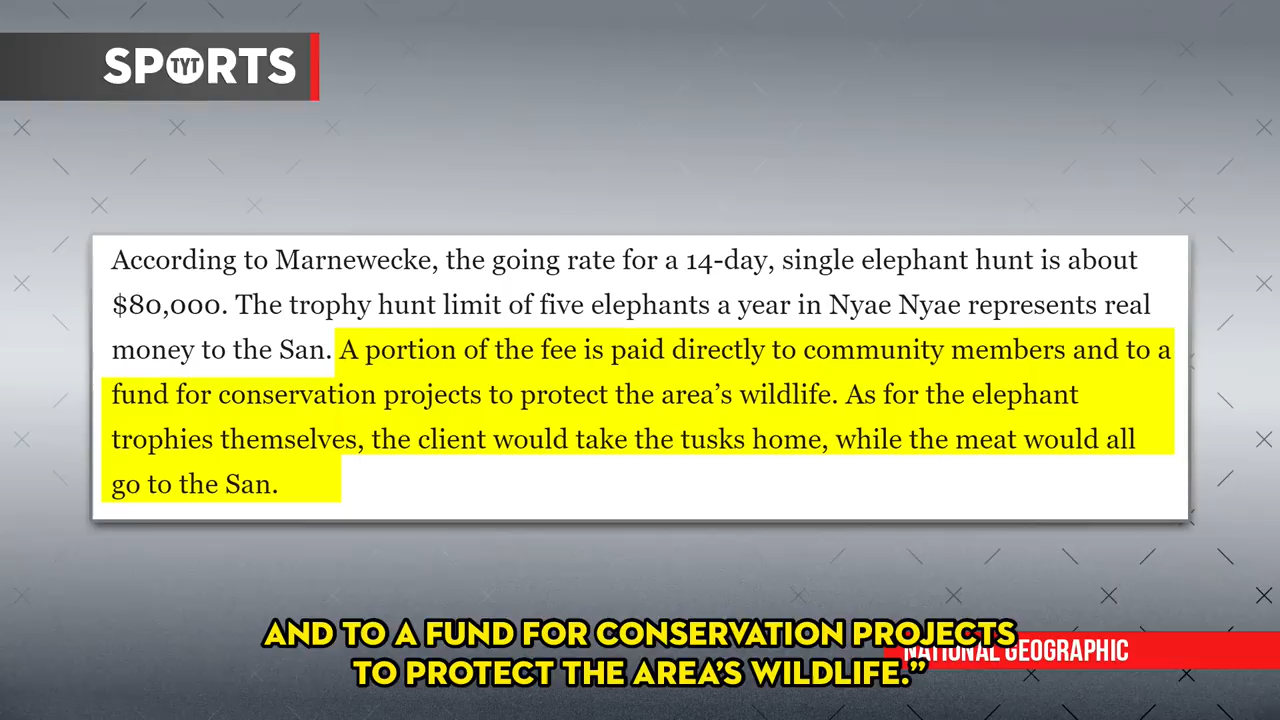 SPORTS
TYT
According to Marnewecke, the going rate for a 14-day, single elephant hunt is about
$80,000. The trophy hunt limit of five elephants a year in Nyae Nyae represents real
money to the San. A portion of the fee is paid directly to community members and to a
fund for conservation projects to protect the area’s wildlife. As for the elephant
trophies themselves, the client would take the tusks home, while the meat would all
go to the San.
AND TO A FUND FOR CONSERVATION PROJECTS
TO PROTECT THE AREA’S WILDLIFE.”
NATIONAL GEOGRAPHIC